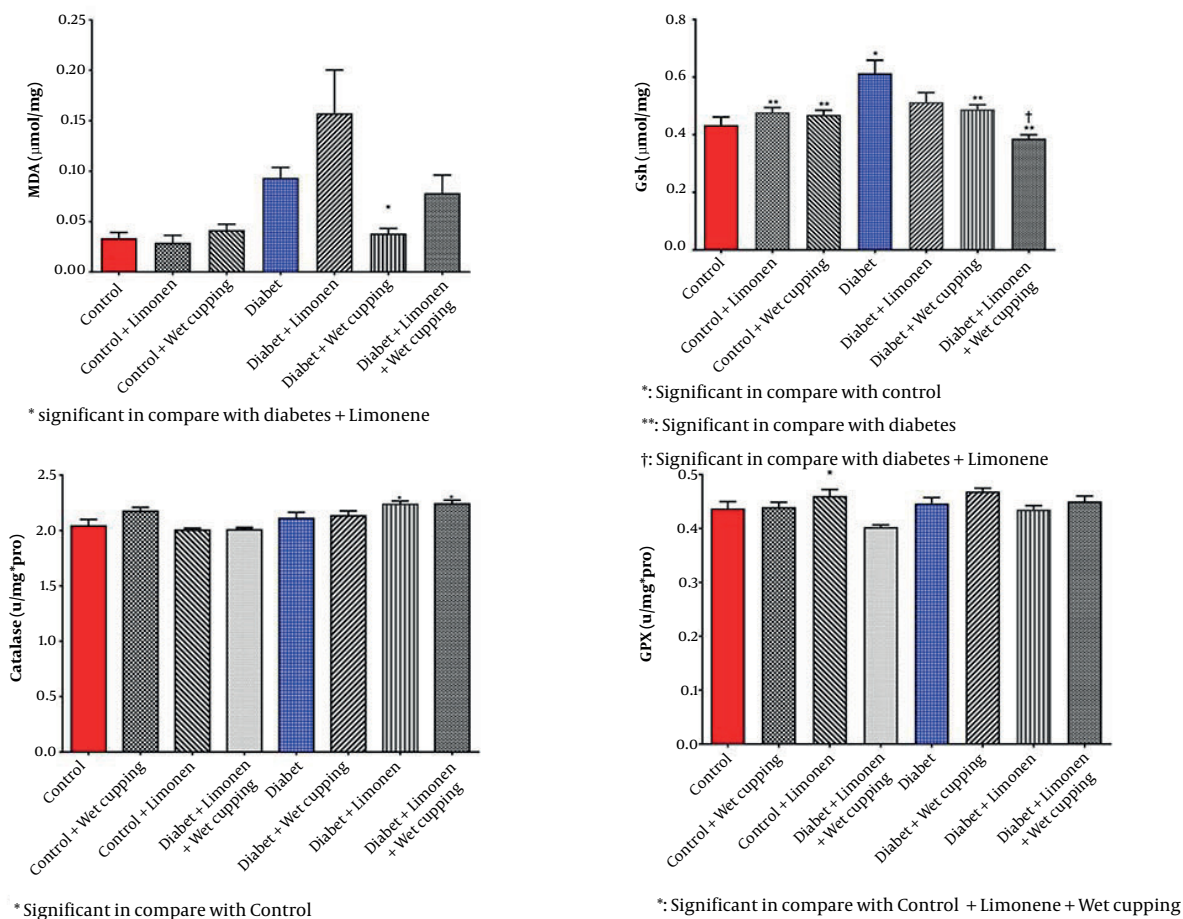 0.25
0.20
0.15
0.10
0.05
0.00
MDA (μmol/mg)
*
Control
Control + Limonen
Control + Wet cupping
Diabet
Diabet + Limonen
Diabet + Wet cupping
Diabet + Limonen
+ Wet cupping
* significant in compare with diabetes + Limonene
0.8
0.6
0.4
0.2
0.0
Gsh (μmol/mg)
**
**
*
**
†
**
Control
Control + Limonen
Control + Wet cupping
Diabet
Diabet + Limonen
Diabet + Wet cupping
Diabet + Limonen
+ Wet cupping
*: Significant in compare with control
**: Significant in compare with diabetes
†: Significant in compare with diabetes + Limonene
2.5
2.0
1.5
1.0
0.5
0.0
Catalase (u/mg*pro)
*
*
Control
Control + Wet cupping
Control + Limonen
Diabet + Limonen
+ Wet cupping
Diabet
Diabet + Wet cupping
Diabet + Limonen
Diabet + Limonen
+ Wet cupping
* Significant in compare with Control
0.5
0.4
0.3
0.2
0.1
0.0
GPX (u/mg*pro)
*
Control
Control + Wet cupping
Control + Limonen
Diabet + Limonen
+ Wet cupping
Diabet
Diabet + Wet cupping
Diabet + Limonen
Diabet + Limonen
+ Wet cupping
*: Significant in compare with Control + Limonene + Wet cupping